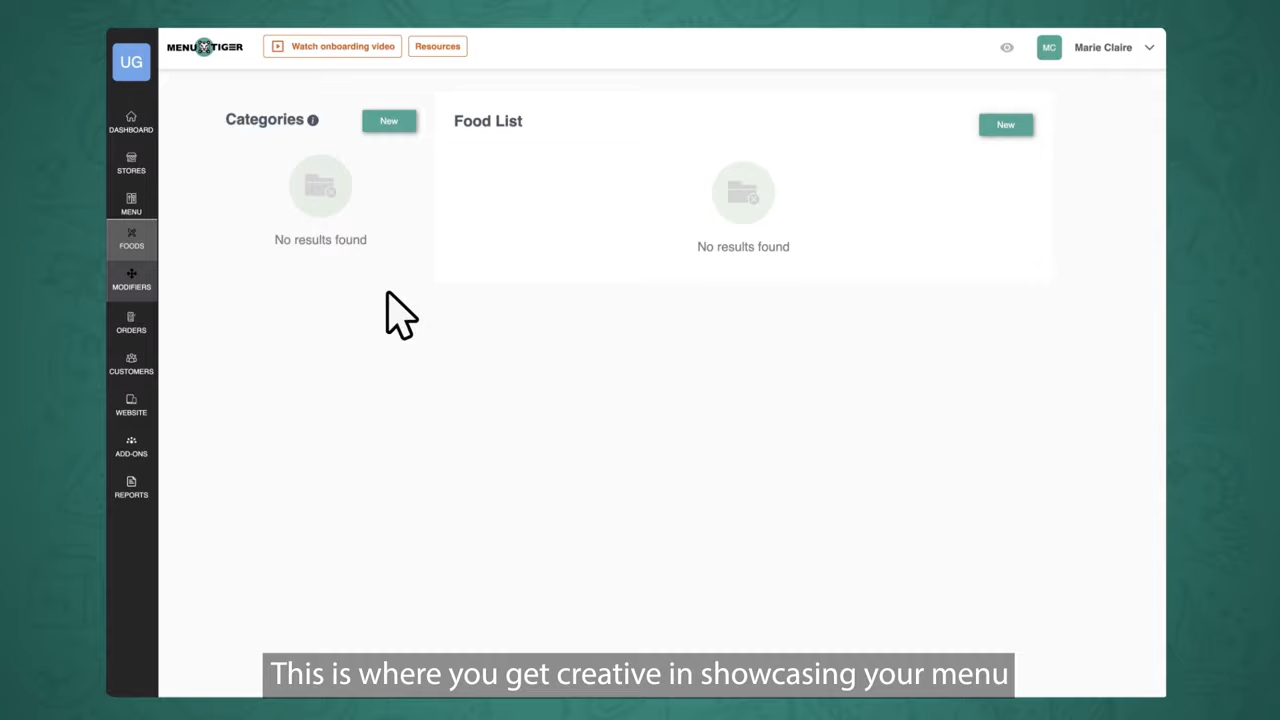 UG
MENU TIGER
Watch onboarding video
Resources
MC
Marie Claire
DASHBOARD
STORES
MENU
FOODS
MODIFIERS
ORDERS
CUSTOMERS
WEBSITE
ADD-ONS
REPORTS
Categories
New
No results found
Food List
New
No results found
This is where you get creative in showcasing your menu